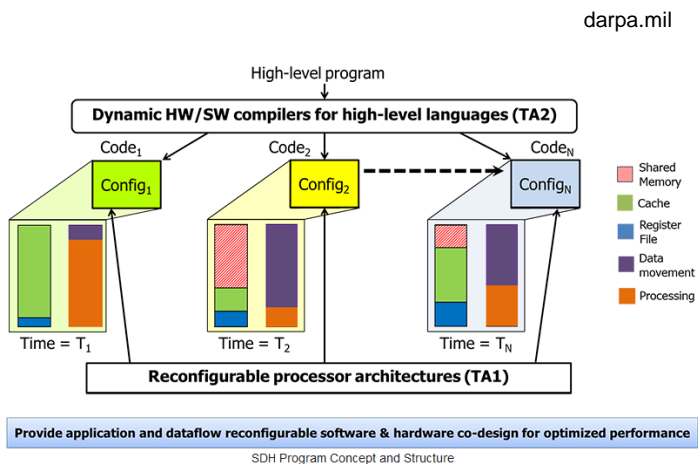 darpa.mil
High-level program
Dynamic HW/SW compilers for high-level languages (TA2)
Code1
Code2
CodeN
Config1
Config2
ConfigN
Shared
Memory
Cache
Register
File
Data
movement
Processing
Time = T1
Time = T2
Time = TN
Reconfigurable processor architectures (TA1)
Provide application and dataflow reconfigurable software & hardware co-design for optimized performance
SDH Program Concept and Structure